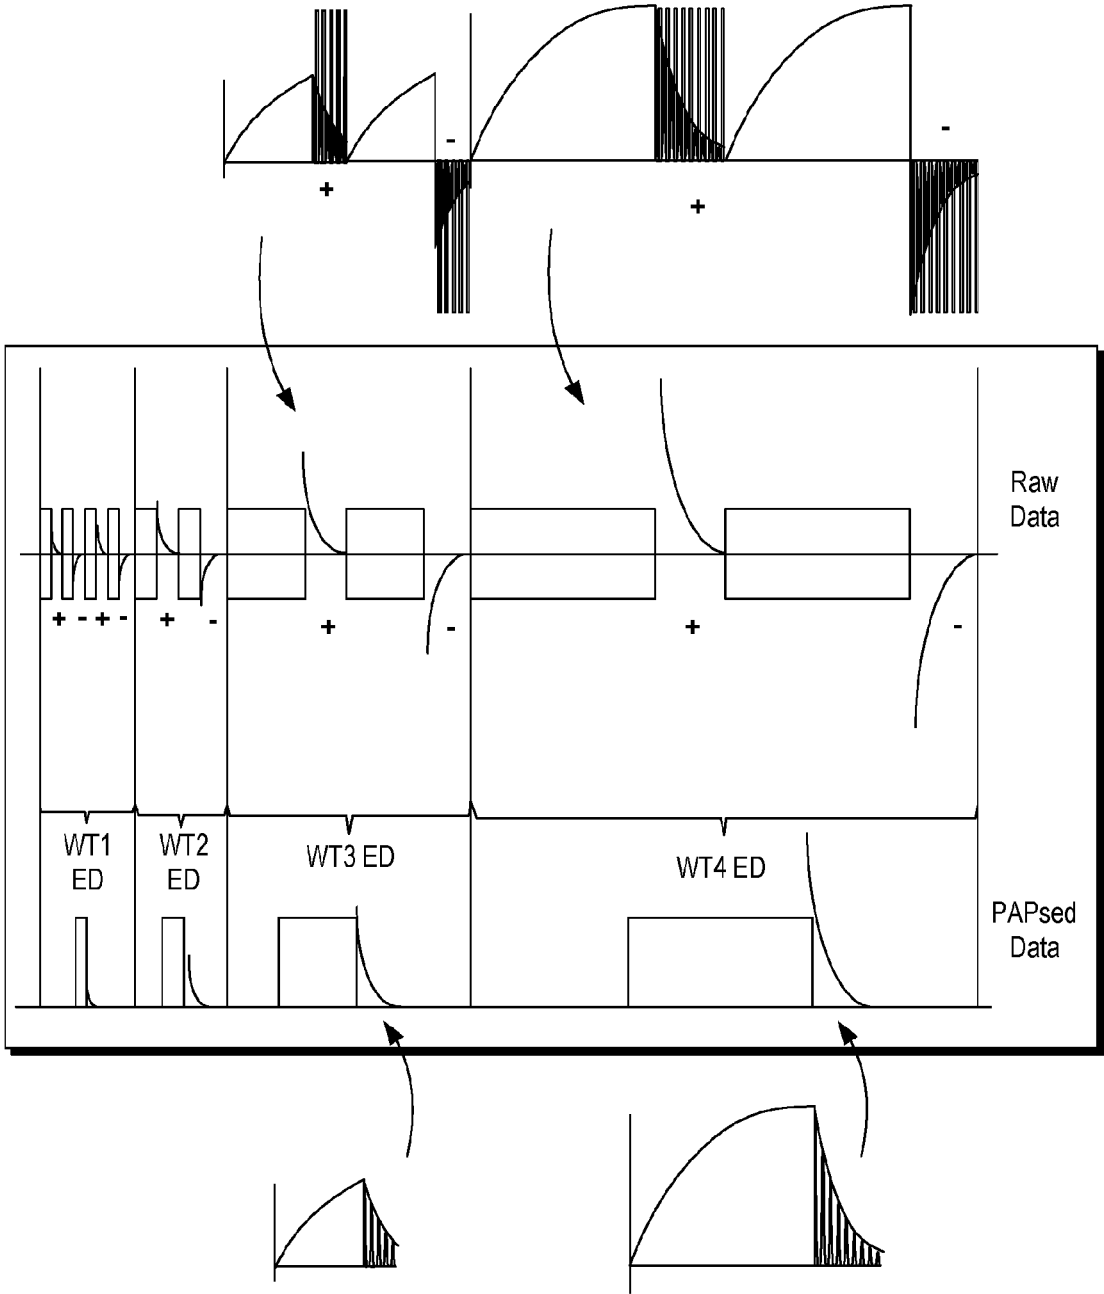 -
-
+
+
Raw
Data
+ - + - + - + - + -
WT1
ED
WT2
ED
WT3 ED
WT4 ED
PAPsed
Data